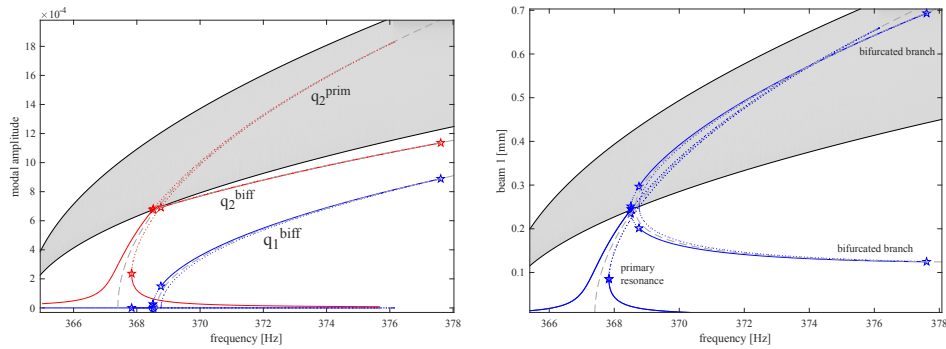 ×10⁻⁴
18
16
14
12
10
8
6
4
2
0
modal amplitude
q₂ᵖʳⁱᵐ
q₂ᵇⁱᶠᶠ
q₁ᵇⁱᶠᶠ
366 368 370 372 374 376 378
frequency [Hz]
0.7
0.6
0.5
0.4
0.3
0.2
0.1
beam 1 [mm]
bifurcated branch
bifurcated branch
primary
resonance
366 368 370 372 374 376 378
frequency [Hz]